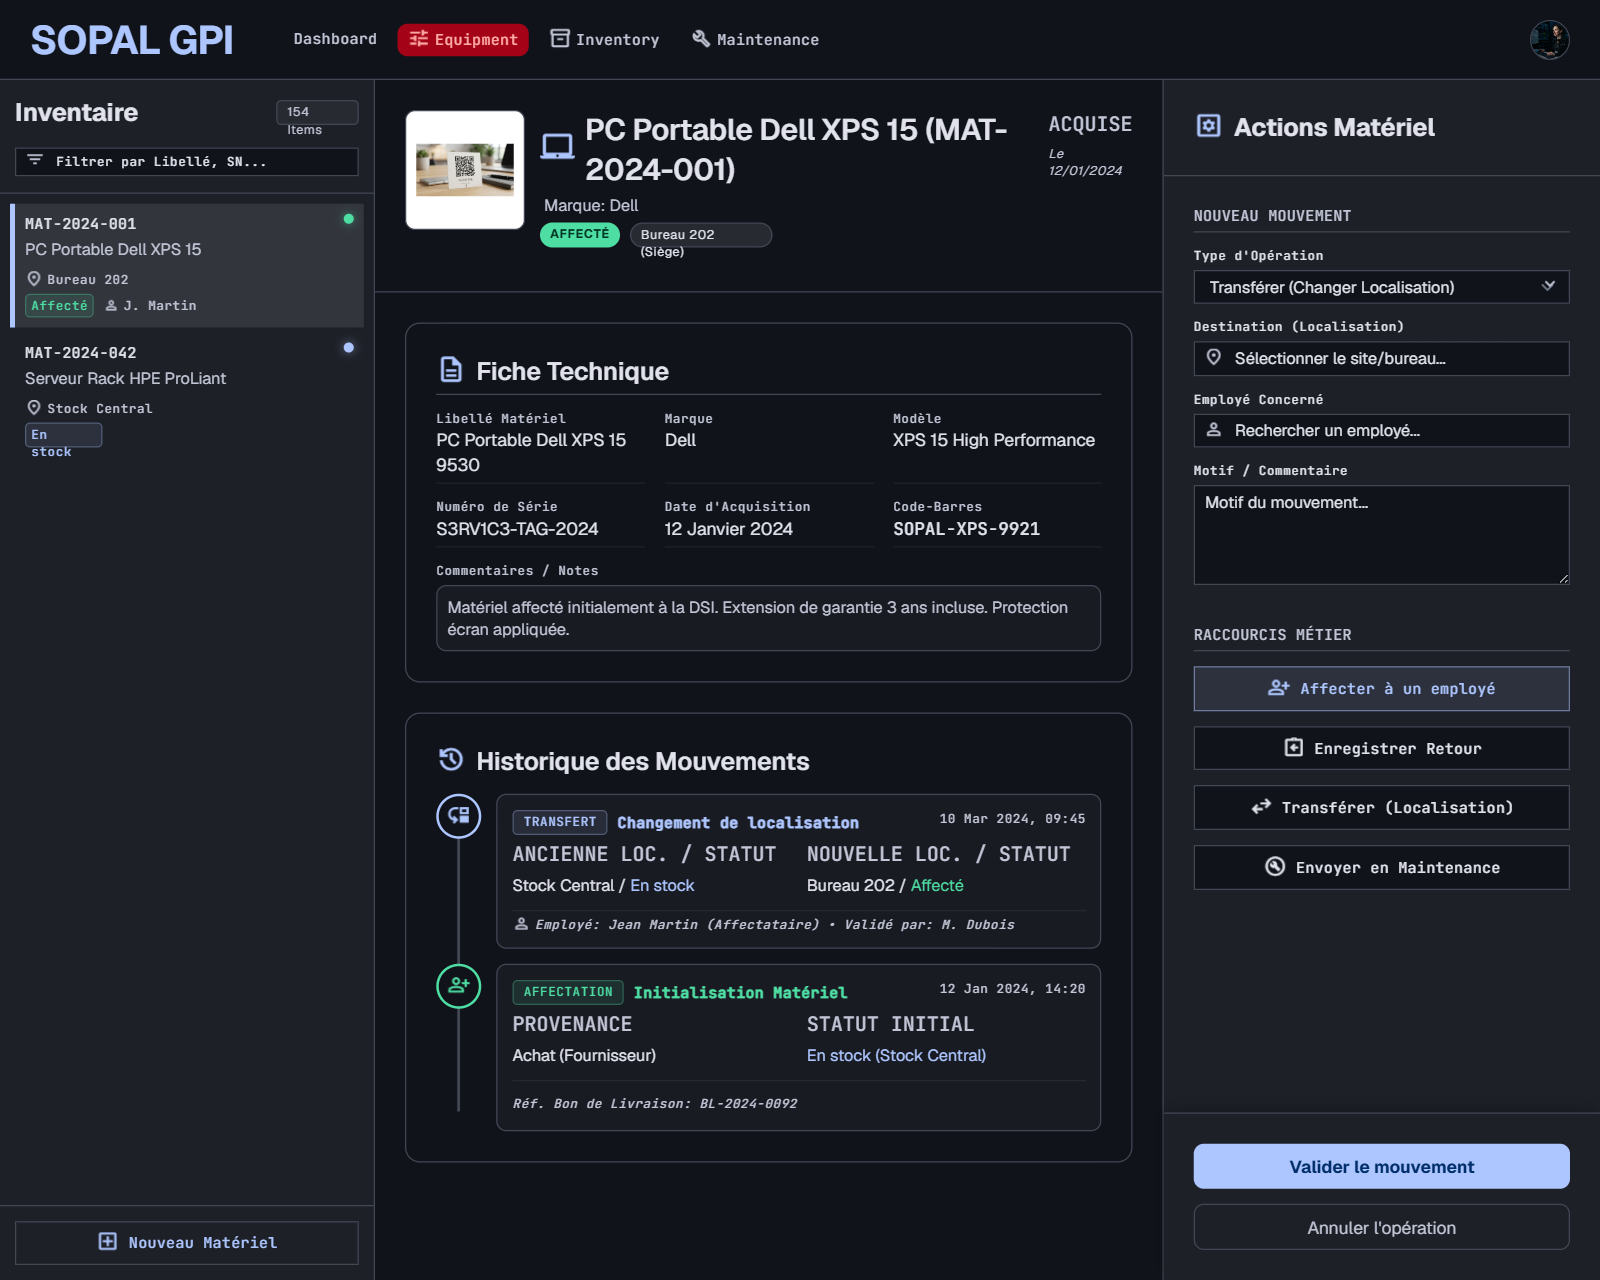 SOPAL GPI
Dashboard
Equipment
Inventory
Maintenance
Inventaire
154
Items
Filtrer par Libellé, SN...
MAT-2024-001
PC Portable Dell XPS 15
Bureau 202
Affecté
J. Martin
MAT-2024-042
Serveur Rack HPE ProLiant
Stock Central
En
stock
Nouveau Matériel
PC Portable Dell XPS 15 (MAT-
2024-001)
Marque: Dell
AFFECTÉ
Bureau 202
(Siège)
ACQUISE
Le
12/01/2024
Fiche Technique
Libellé Matériel
PC Portable Dell XPS 15
9530
Marque
Dell
Modèle
XPS 15 High Performance
Numéro de Série
S3RV1C3-TAG-2024
Date d'Acquisition
12 Janvier 2024
Code-Barres
SOPAL-XPS-9921
Commentaires / Notes
Matériel affecté initialement à la DSI. Extension de garantie 3 ans incluse. Protection
écran appliquée.
Historique des Mouvements
TRANSFERT
Changement de localisation
10 Mar 2024, 09:45
ANCIENNE LOC. / STATUT
Stock Central / En stock
NOUVELLE LOC. / STATUT
Bureau 202 / Affecté
Employé: Jean Martin (Affectataire) • Validé par: M. Dubois
AFFECTATION
Initialisation Matériel
12 Jan 2024, 14:20
PROVENANCE
Achat (Fournisseur)
STATUT INITIAL
En stock (Stock Central)
Réf. Bon de Livraison: BL-2024-0092
Actions Matériel
NOUVEAU MOUVEMENT
Type d'Opération
Transférer (Changer Localisation)
Destination (Localisation)
Sélectionner le site/bureau...
Employé Concerné
Rechercher un employé...
Motif / Commentaire
Motif du mouvement...
RACCOURCIS MÉTIER
Affecter à un employé
Enregistrer Retour
Transférer (Localisation)
Envoyer en Maintenance
Valider le mouvement
Annuler l'opération